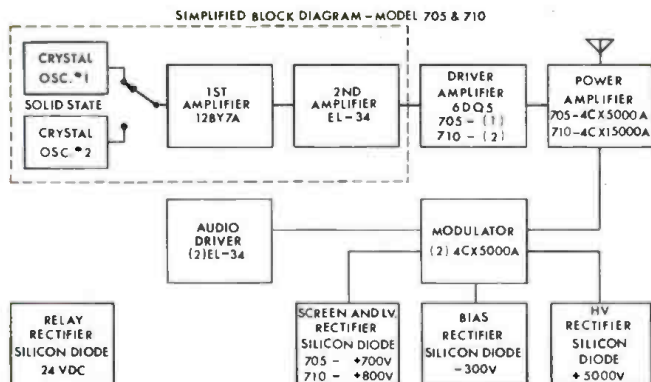 SIMPLIFIED BLOCK DIAGRAM – MODEL 705 & 710
CRYSTAL
OSC. #1
SOLID STATE
CRYSTAL
OSC. #2
1ST
AMPLIFIER
12BY7A
2ND
AMPLIFIER
EL-34
DRIVER
AMPLIFIER
6DQ5
705 - (1)
710 - (2)
POWER
AMPLIFIER
705-4CX5000A
710-4CX15000A
AUDIO
DRIVER
(2)EL-34
MODULATOR
(2) 4CX5000A
RELAY
RECTIFIER
SILICON DIODE
24 VDC
SCREEN AND LV.
RECTIFIER
SILICON DIODE
705 - +700V
710 - +800V
BIAS
RECTIFIER
SILICON DIODE
-300V
HV
RECTIFIER
SILICON
DIODE
+5000V